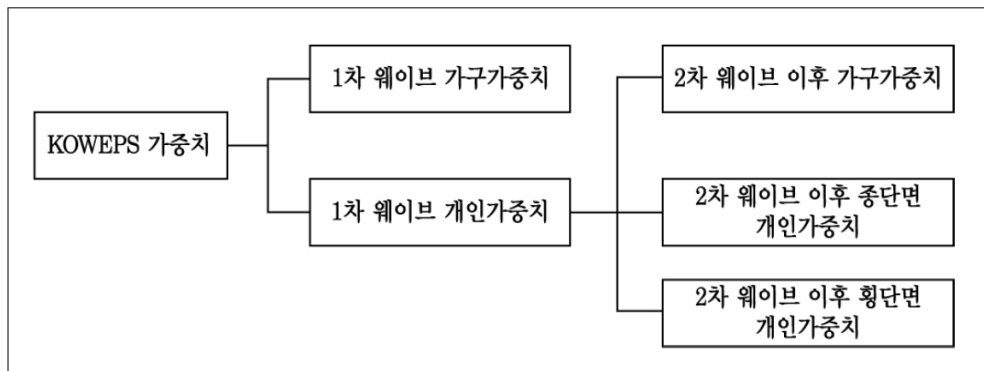 KOWEPS 가중치
1차 웨이브 가구가중치
1차 웨이브 개인가중치
2차 웨이브 이후 가구가중치
2차 웨이브 이후 종단면
개인가중치
2차 웨이브 이후 횡단면
개인가중치